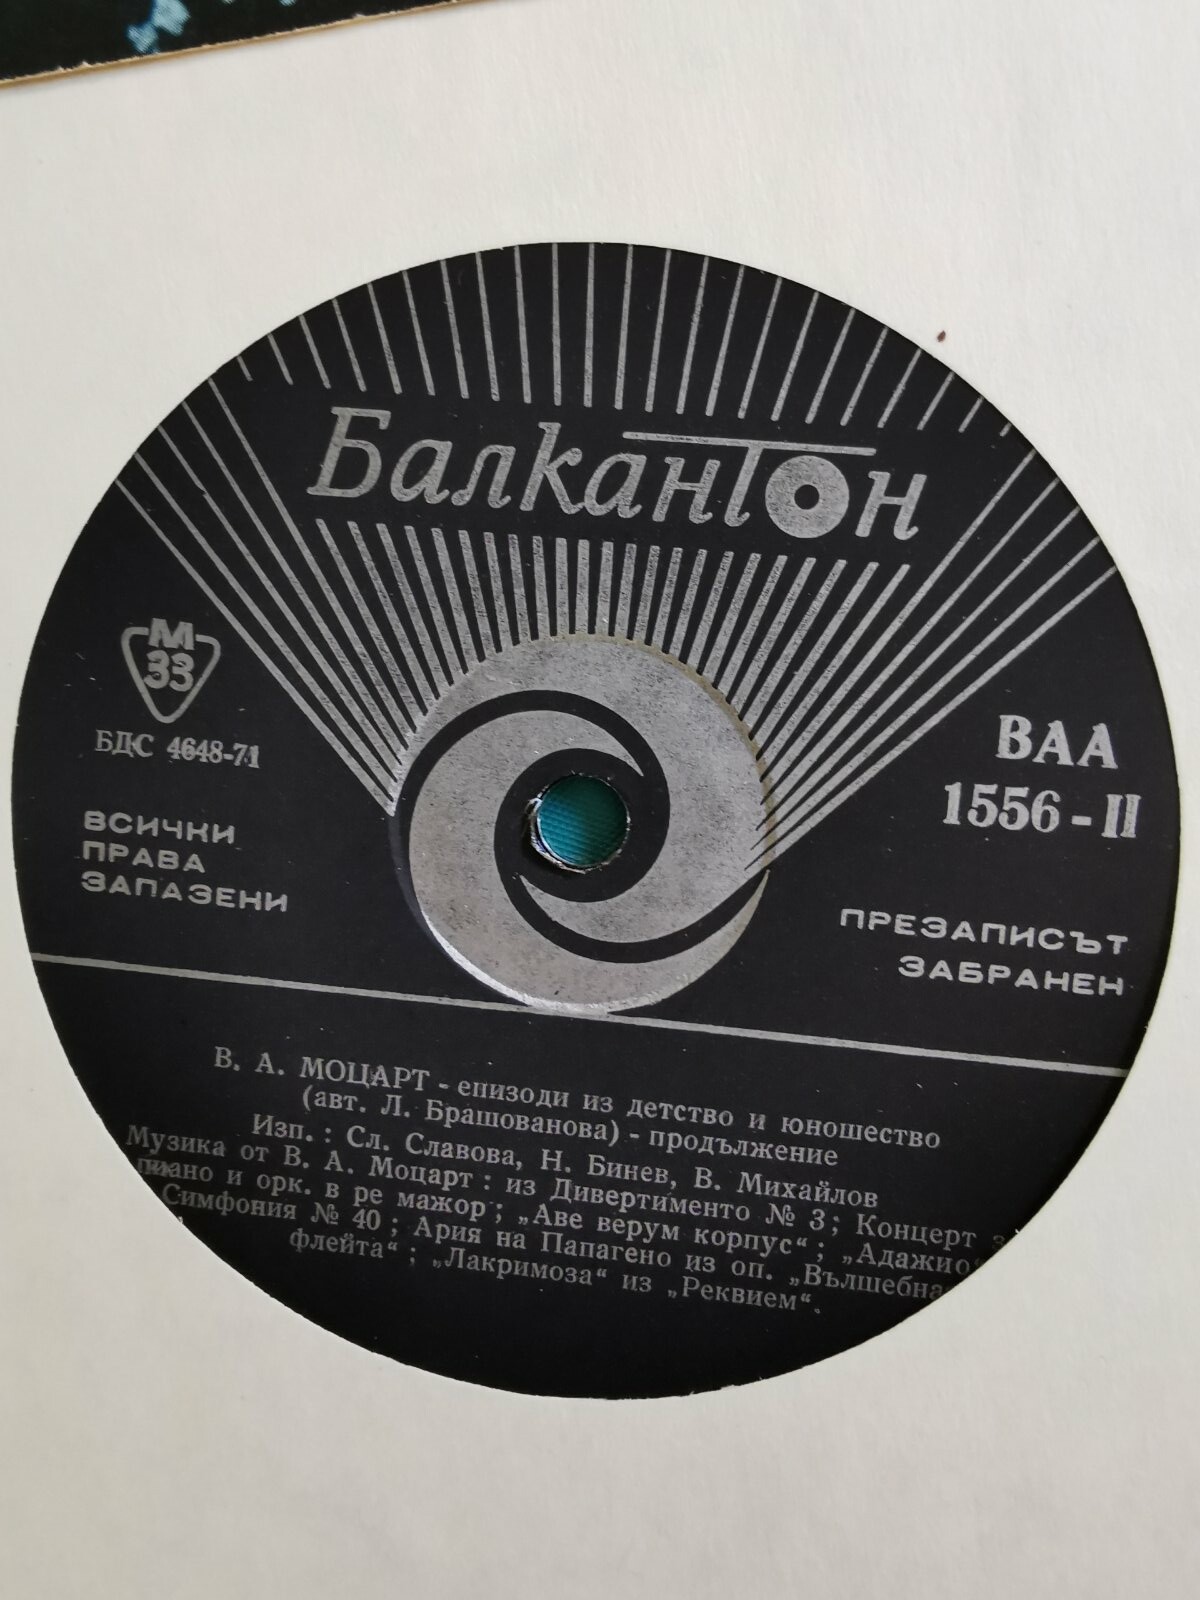 Балкантон
М
33
БДС 4648-71
ВСИЧКИ
ПРАВА
ЗАПАЗЕНИ
ВАА
1556 - II
ПРЕЗАПИСЪТ
ЗАБРАНЕН
В. А. МОЦАРТ - епизоди из детство и юношество
(авт. Л. Брашованова) - продължение
Изп. : Сл. Славова, Н. Бинев, В. Михайлов
Музика от В. А. Моцарт : из Дивертименто № 3; Концерт
пиано и орк. в ре мажор ; „Аве верум корпус“ ; „Адажио“
Симфония № 40 ; Ария на Папагено из оп. „Вълшебна
флейта“ ; „Лакримоза“ из „Реквием“.